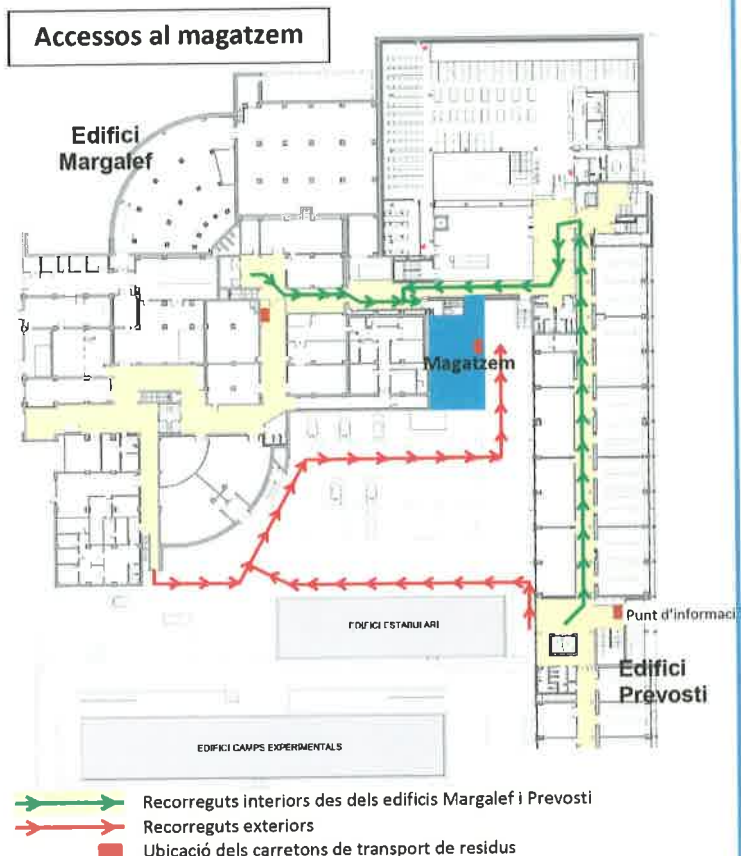 Accessos al magatzem
Edifici
Margalef
Magatzem
EDIFICI ESTABULARI
Punt d'informaci
Edifici
Prevosti
EDIFICI CAMPS EXPERIMENTALS
Recorreguts interiors des dels edificis Margalef i Prevosti
Recorreguts exteriors
Ubicació dels carretons de transport de residus